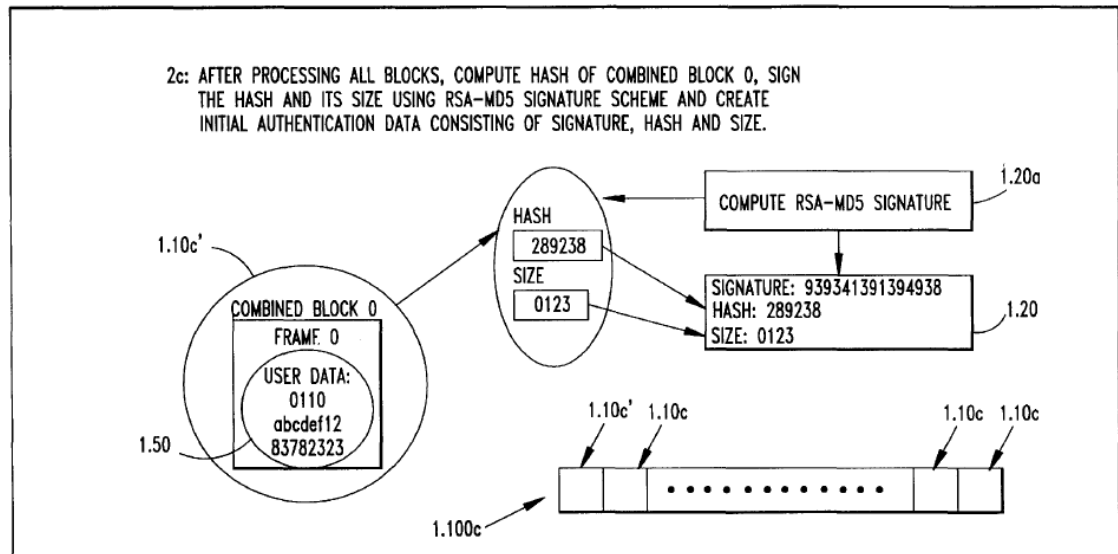 2c: AFTER PROCESSING ALL BLOCKS, COMPUTE HASH OF COMBINED BLOCK 0, SIGN
THE HASH AND ITS SIZE USING RSA-MD5 SIGNATURE SCHEME AND CREATE
INITIAL AUTHENTICATION DATA CONSISTING OF SIGNATURE, HASH AND SIZE.
1.20a
COMPUTE RSA-MD5 SIGNATURE
HASH
289238
SIZE
0123
1.10c'
SIGNATURE: 939341391394938
HASH: 289238
SIZE: 0123
1.20
COMBINED BLOCK 0
FRAME 0
USER DATA:
0110
abcdef12
83782323
1.50
1.10c' 1.10c 1.10c 1.10c
1.100c